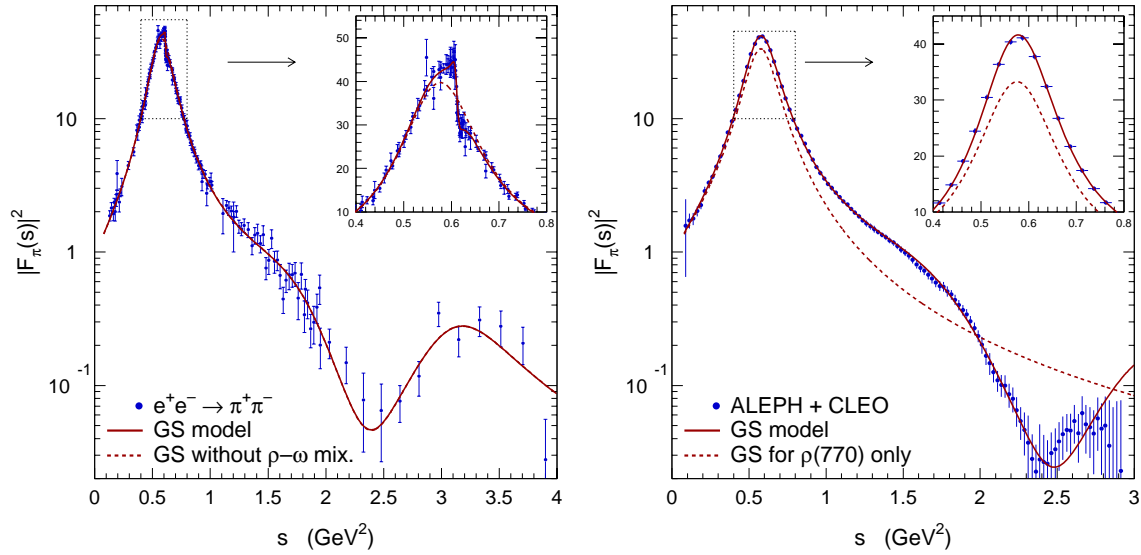 |Fπ(s)|²
10
1
10⁻¹
50
40
30
20
10
0.4 0.5 0.6 0.7 0.8
e⁺e⁻ → π⁺π⁻
GS model
GS without ρ−ω mix.
0 0.5 1 1.5 2 2.5 3 3.5 4
s (GeV²)
|Fπ(s)|²
10
1
10⁻¹
40
30
20
10
0.4 0.5 0.6 0.7 0.8
ALEPH + CLEO
GS model
GS for ρ(770) only
0 0.5 1 1.5 2 2.5 3
s (GeV²)